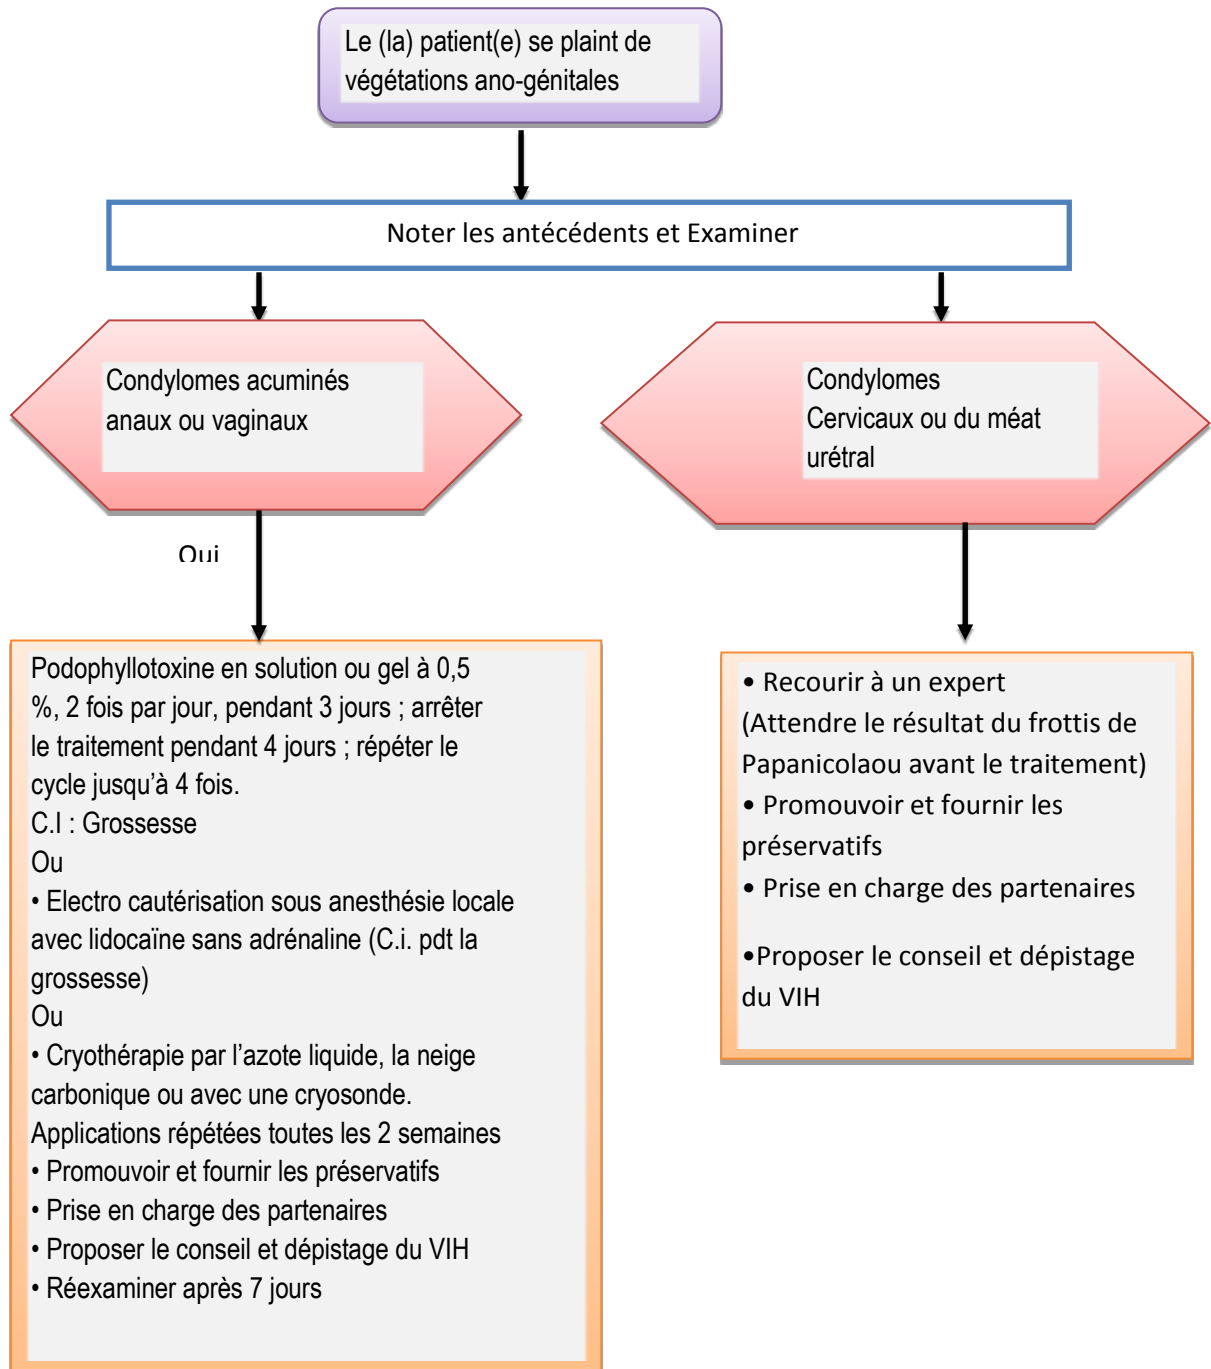 Le (la) patient(e) se plaint de
végétations ano-génitales
Noter les antécédents et Examiner
Condylomes acuminés
anaux ou vaginaux
Condylomes
Cervicaux ou du méat
urétral
Oui
Podophyllotoxine en solution ou gel à 0,5
%, 2 fois par jour, pendant 3 jours ; arrêter
le traitement pendant 4 jours ; répéter le
cycle jusqu’à 4 fois.
C.I : Grossesse
Ou
• Electro cautérisation sous anesthésie locale
avec lidocaïne sans adrénaline (C.i. pdt la
grossesse)
Ou
• Cryothérapie par l’azote liquide, la neige
carbonique ou avec une cryosonde.
Applications répétées toutes les 2 semaines
• Promouvoir et fournir les préservatifs
• Prise en charge des partenaires
• Proposer le conseil et dépistage du VIH
• Réexaminer après 7 jours
• Recourir à un expert
(Attendre le résultat du frottis de
Papanicolaou avant le traitement)
• Promouvoir et fournir les
préservatifs
• Prise en charge des partenaires
•Proposer le conseil et dépistage
du VIH